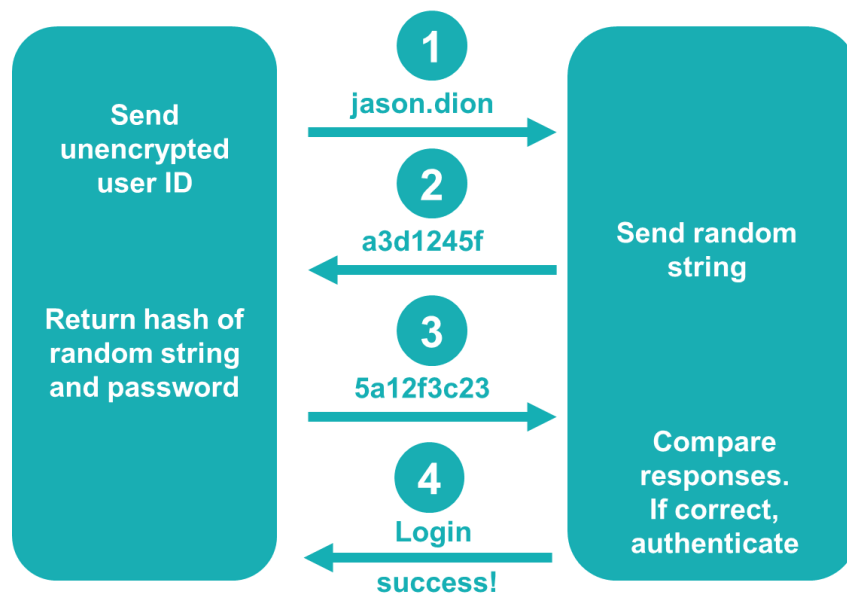 1
jason.dion
Send
unencrypted
user ID
2
a3d1245f
Send random
string
Return hash of
random string
and password
3
5a12f3c23
Compare
responses.
If correct,
authenticate
4
Login
success!